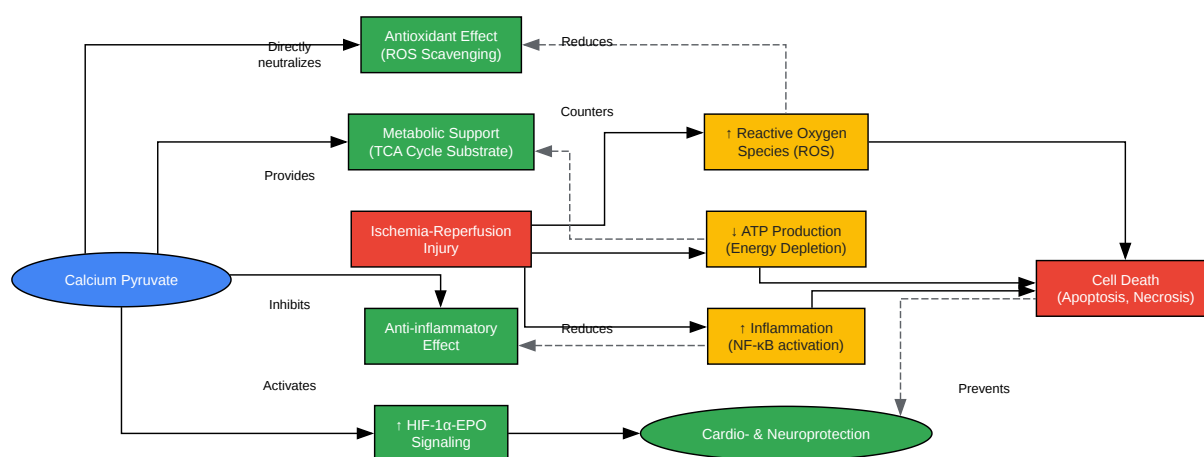 Antioxidant Effect
(ROS Scavenging)
Directly
neutralizes
Reduces
Counters
Metabolic Support
(TCA Cycle Substrate)
↑ Reactive Oxygen
Species (ROS)
Provides
Ischemia-Reperfusion
Injury
↓ ATP Production
(Energy Depletion)
Calcium Pyruvate
Cell Death
(Apoptosis, Necrosis)
Inhibits
Anti-inflammatory
Effect
Reduces
↑ Inflammation
(NF-κB activation)
Activates
Prevents
↑ HIF-1α-EPO
Signaling
Cardio- & Neuroprotection